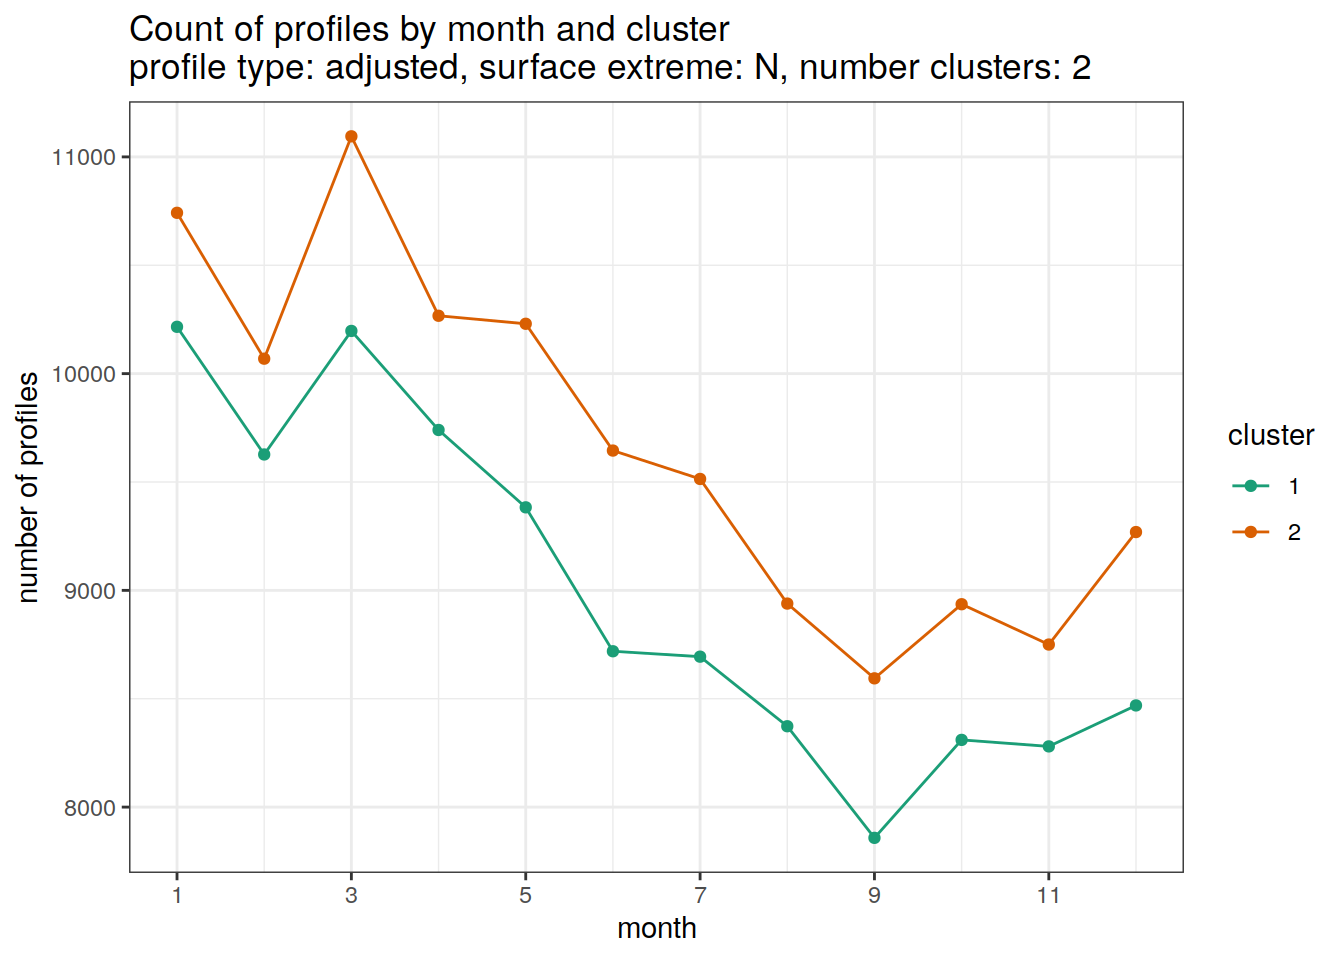 Count of profiles by month and cluster
profile type: adjusted, surface extreme: N, number clusters: 2
number of profiles
11000
10000
9000
8000
1 3 5 7 9 11
month
cluster
1
2